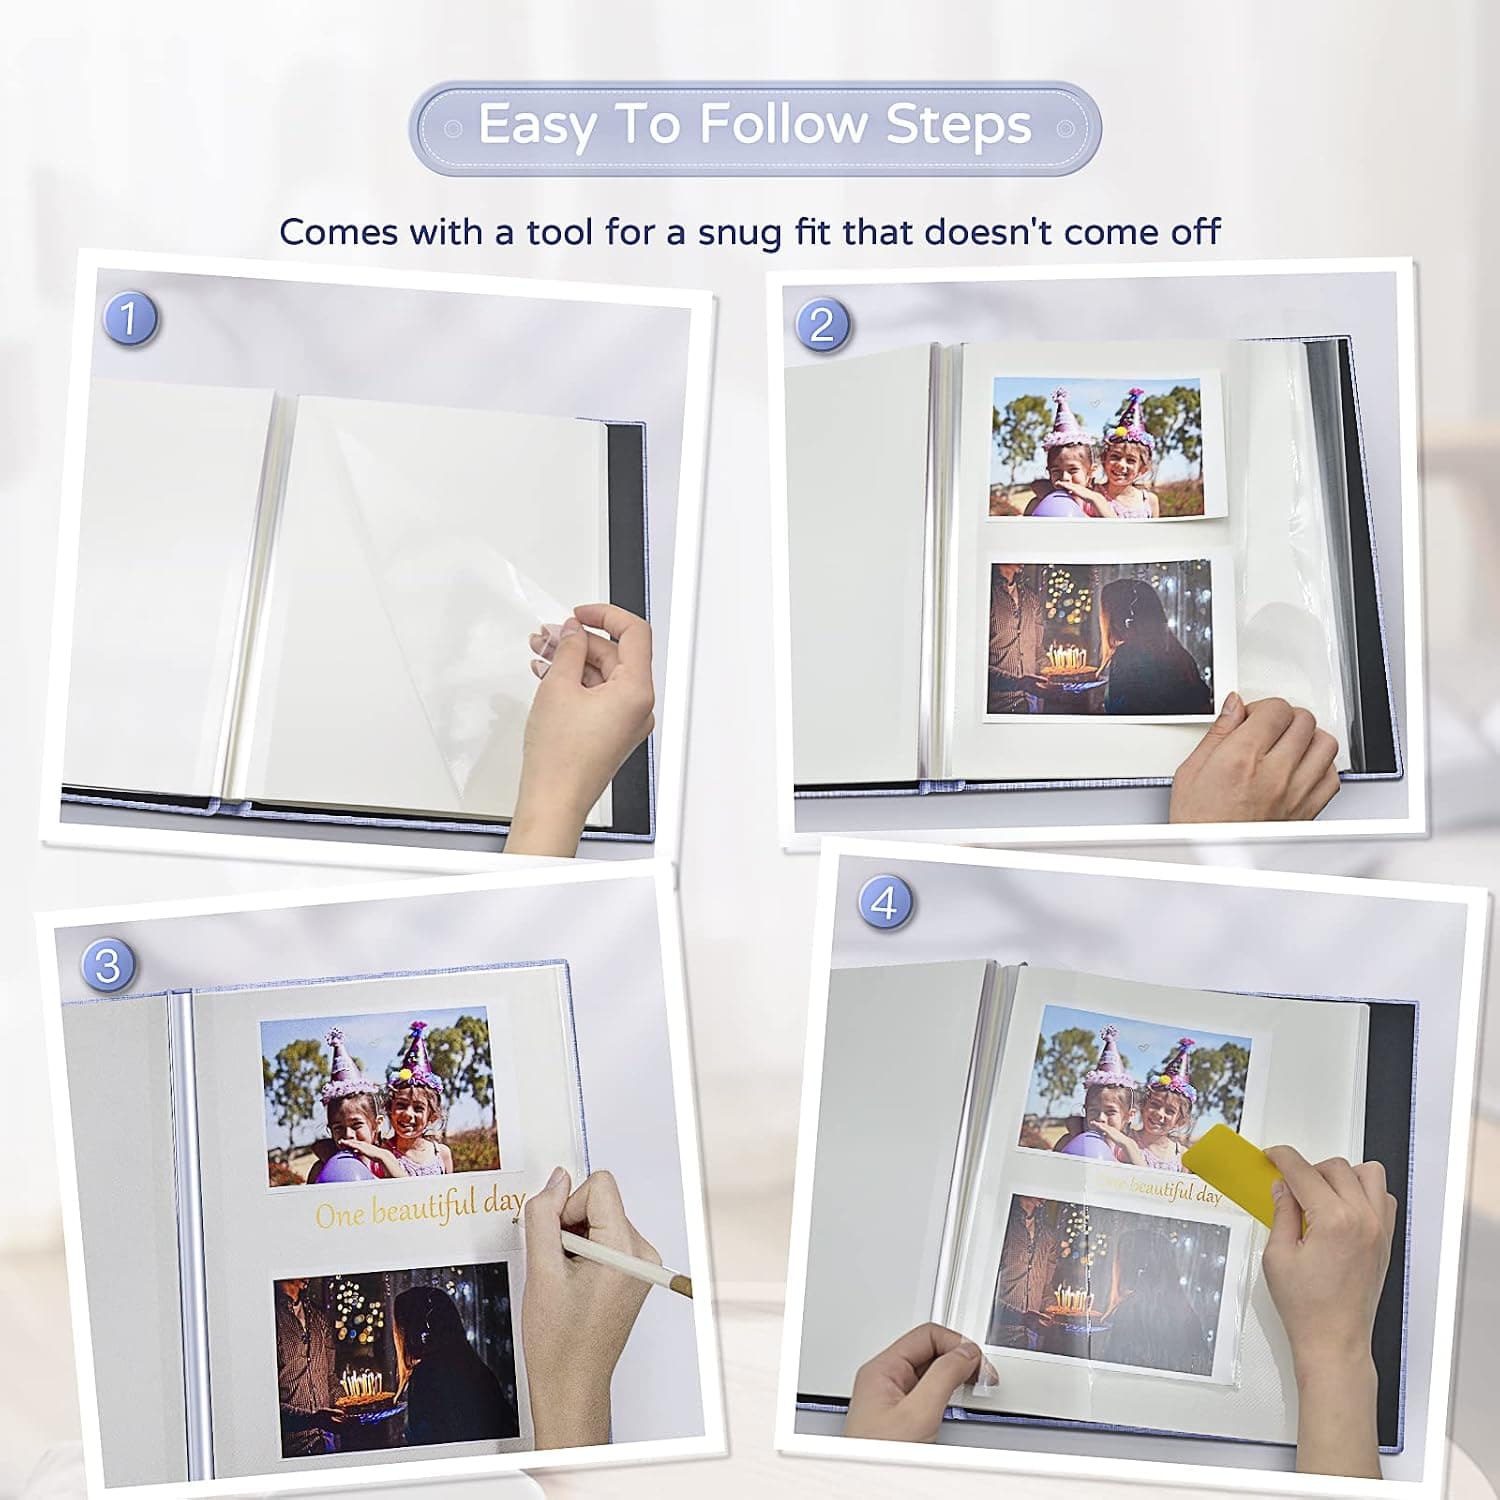 Easy To Follow Steps
Comes with a tool for a snug fit that doesn't come off
1
2
3
One beautiful day
4
One beautiful day